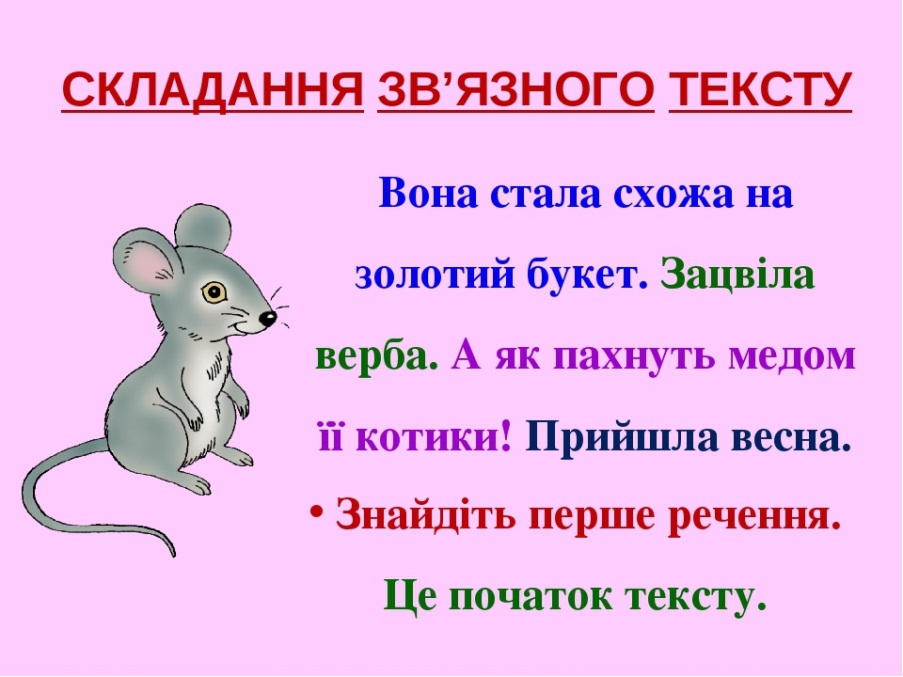 СКЛАДАННЯ ЗВ’ЯЗНОГО ТЕКСТУ
Вона стала схожа на
золотий букет. Зацвіла
верба. А як пахнуть медом
її котики! Прийшла весна.
• Знайдіть перше речення.
Це початок тексту.